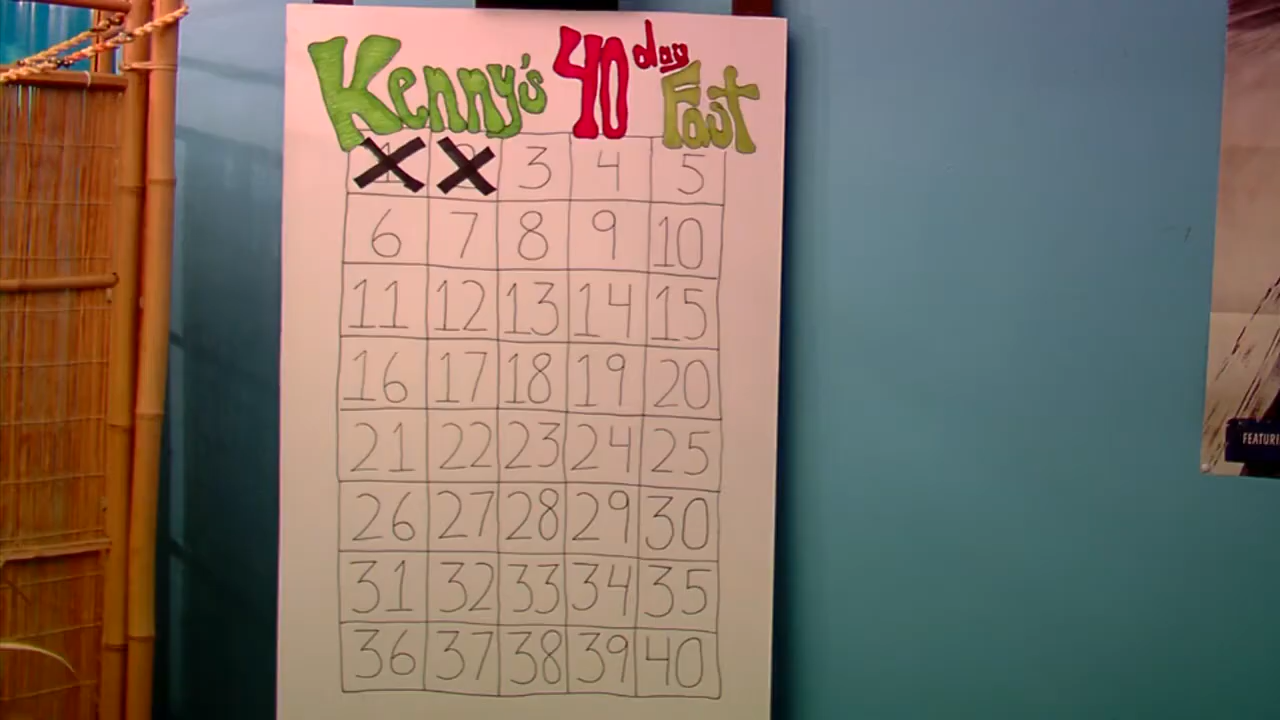 Kenny's 40 day Fast
1 2 3 4 5
6 7 8 9 10
11 12 13 14 15
16 17 18 19 20
21 22 23 24 25
26 27 28 29 30
31 32 33 34 35
36 37 38 39 40